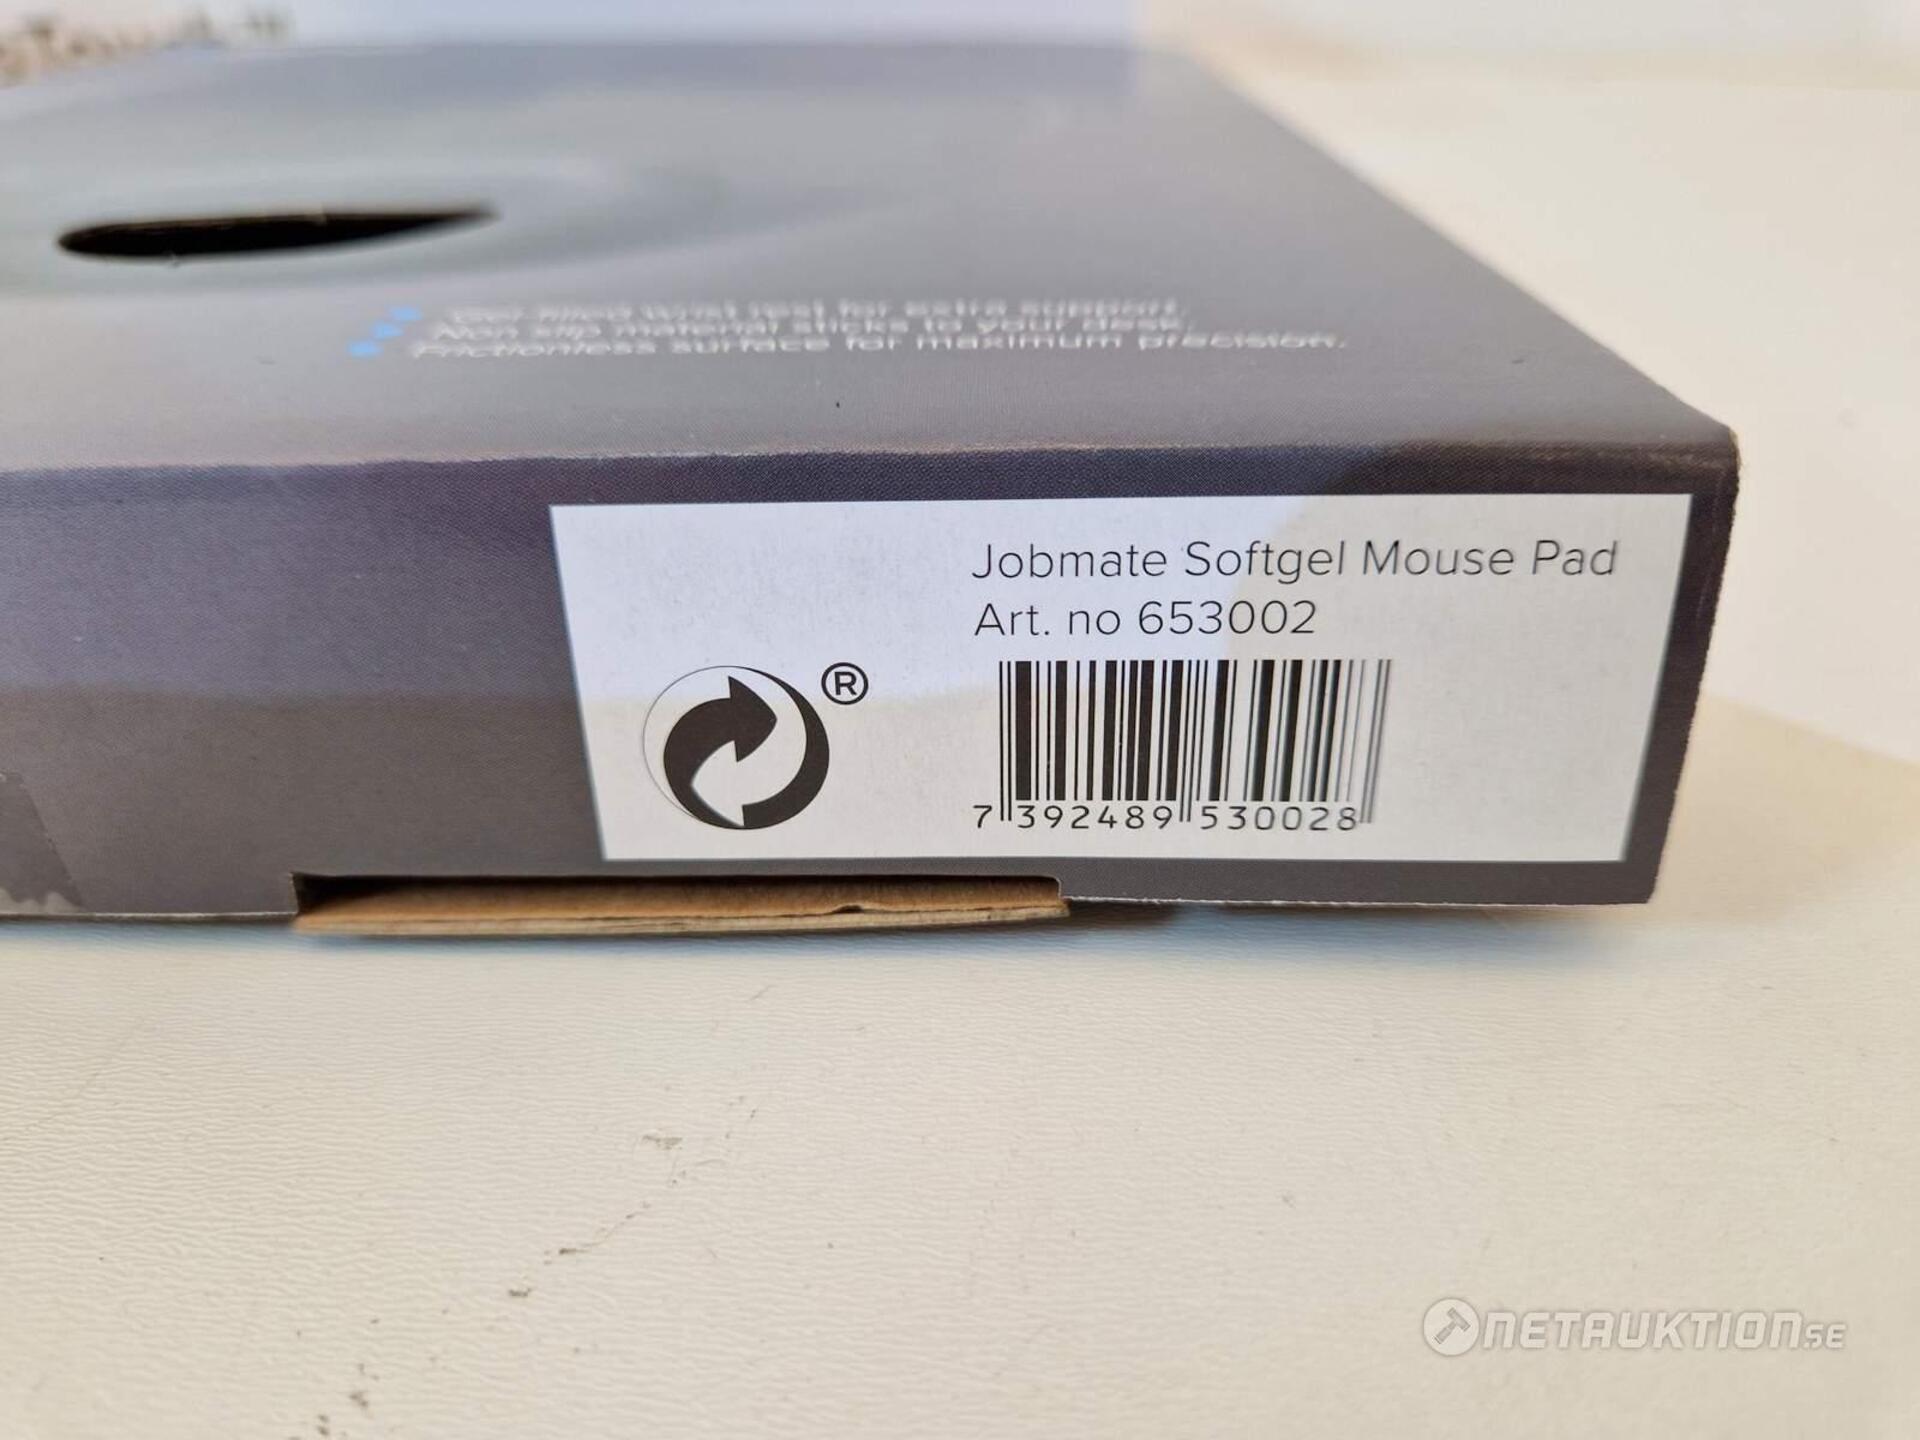 Gel filled wrist rest for extra support.
Non slip material sticks to your desk.
Frictionless surface for maximum precision.
Jobmate Softgel Mouse Pad
Art. no 653002
®
7 392489 530028
NETAUKTION.SE